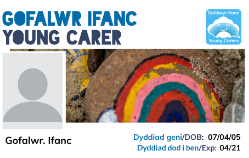 GOFALWR IFANC
YOUNG CARER
Gofalwyr Ifanc
Young Carers
Gofalwr. Ifanc
Dyddiad geni/DOB: 07/04/05
Dyddiad dod i ben/Exp: 04/21